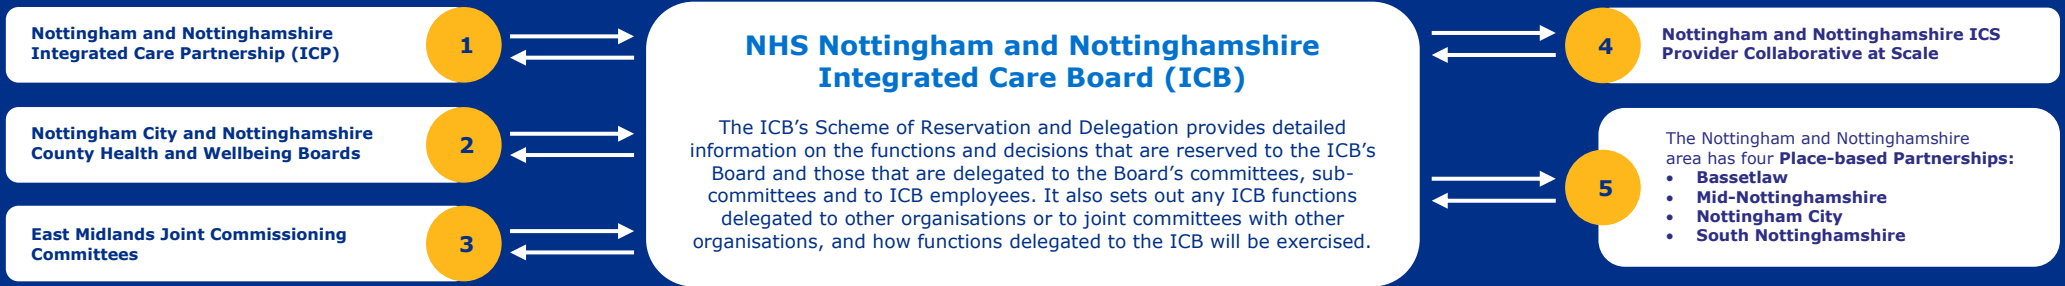 Nottingham and Nottinghamshire
Integrated Care Partnership (ICP)
1
Nottingham City and Nottinghamshire
County Health and Wellbeing Boards
2
East Midlands Joint Commissioning
Committees
3
NHS Nottingham and Nottinghamshire
Integrated Care Board (ICB)
The ICB’s Scheme of Reservation and Delegation provides detailed
information on the functions and decisions that are reserved to the ICB’s
Board and those that are delegated to the Board’s committees, sub-
committees and to ICB employees. It also sets out any ICB functions
delegated to other organisations or to joint committees with other
organisations, and how functions delegated to the ICB will be exercised.
4
Nottingham and Nottinghamshire ICS
Provider Collaborative at Scale
5
The Nottingham and Nottinghamshire
area has four Place-based Partnerships:
• Bassetlaw
• Mid-Nottinghamshire
• Nottingham City
• South Nottinghamshire